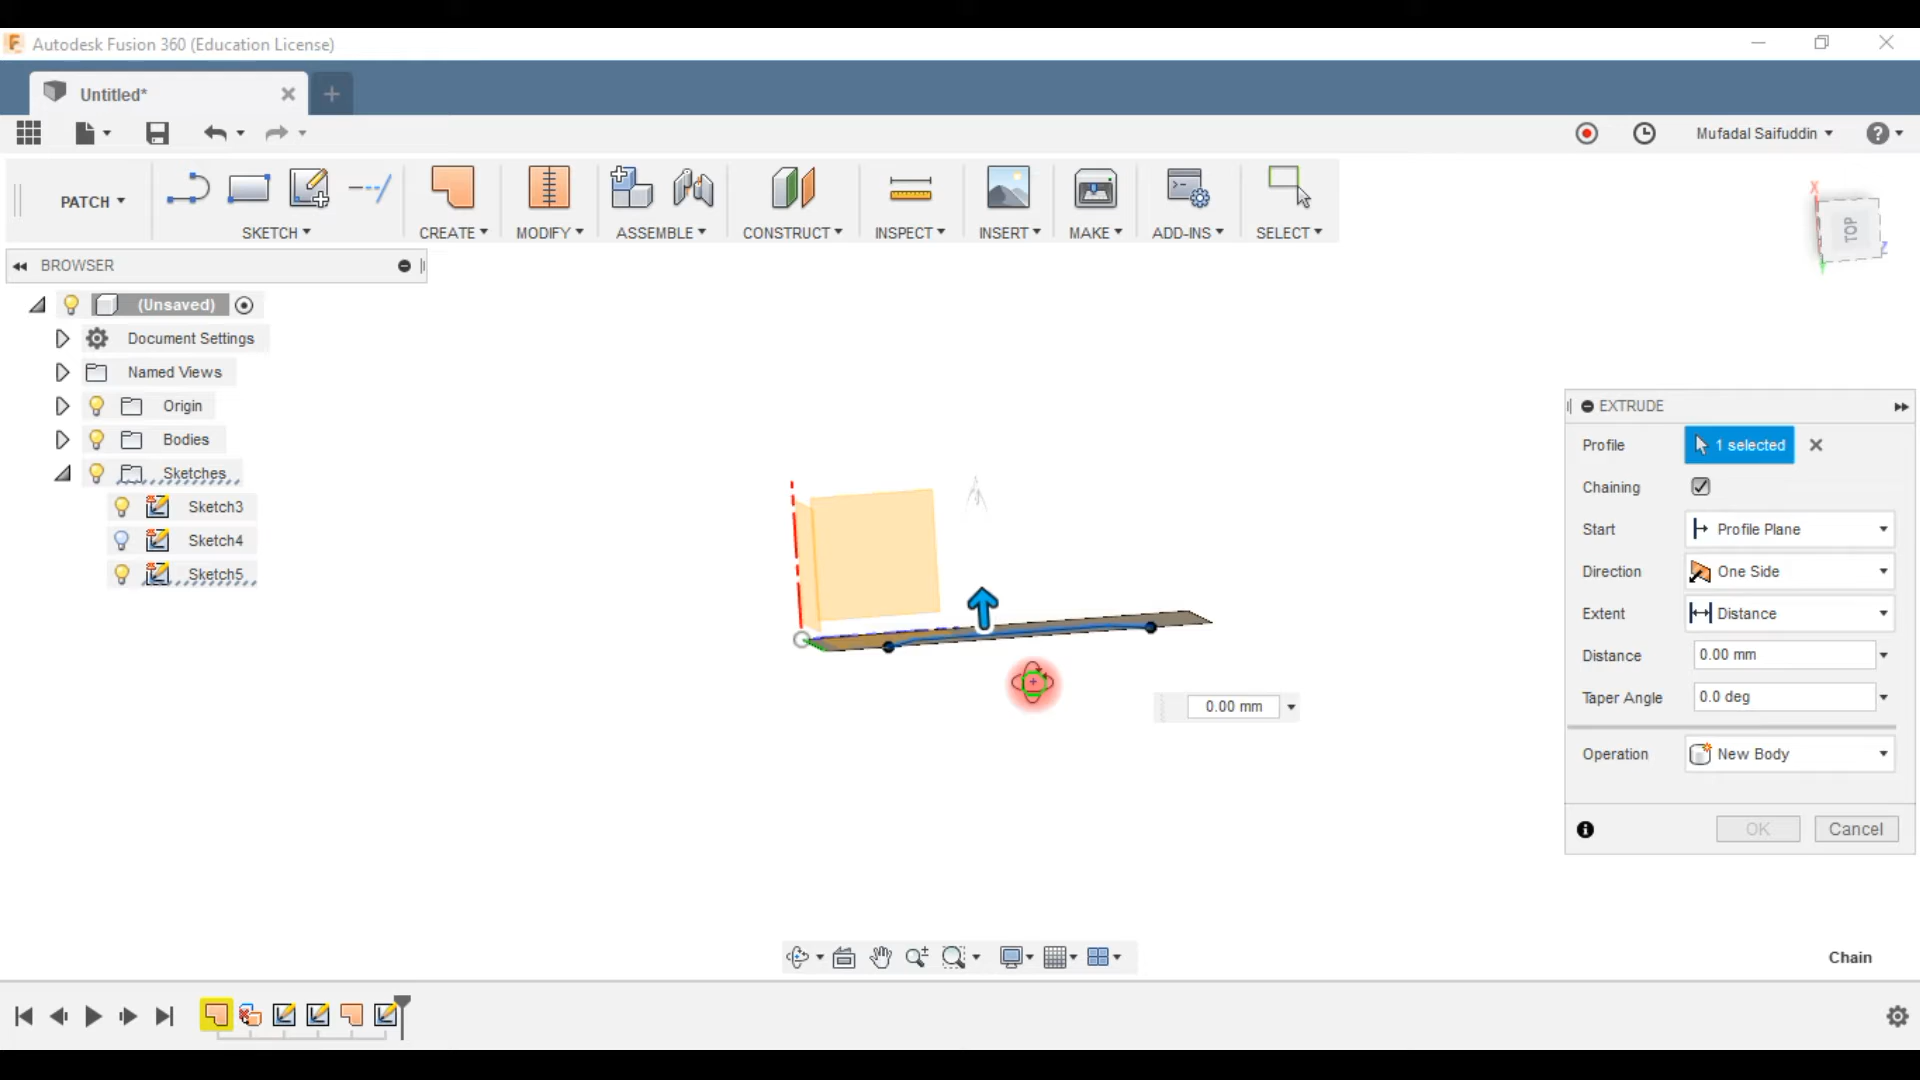 Autodesk Fusion 360 (Education License)
Untitled*
Mufadal Saifuddin
PATCH
SKETCH
CREATE
MODIFY
ASSEMBLE
CONSTRUCT
INSPECT
INSERT
MAKE
ADD-INS
SELECT
X
TOP
Z
BROWSER
(Unsaved)
Document Settings
Named Views
Origin
Bodies
Sketches
Sketch3
Sketch4
Sketch5
EXTRUDE
Profile 1 selected
Chaining
Start Profile Plane
Direction One Side
Extent Distance
Distance 0.00 mm
Taper Angle 0.0 deg
Operation New Body
OK Cancel
0.00 mm
Chain